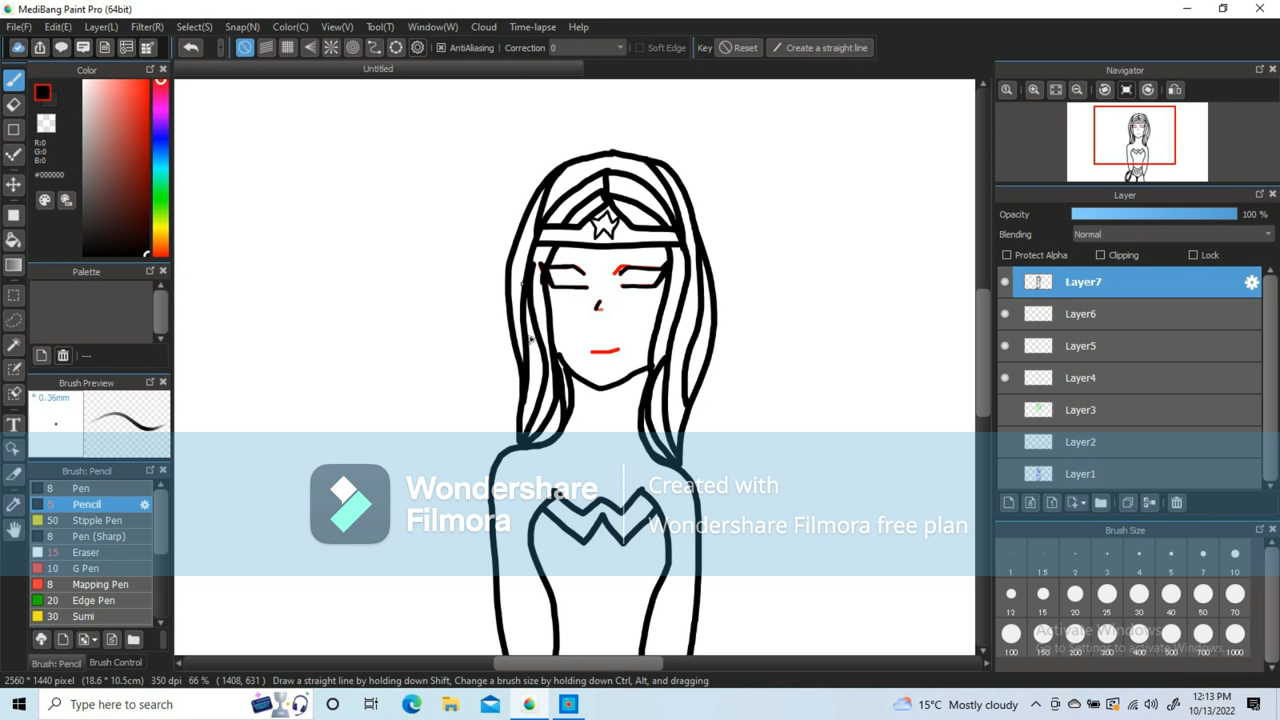 MediBang Paint Pro (64bit)
File(F) Edit(E) Layer(L) Filter(R) Select(S) Snap(N) Color(C) View(V) Tool(T) Window(W) Cloud Time-lapse Help
AntiAliasing Correction 0 Soft Edge Key Reset Create a straight line
Color
Untitled
Navigator
R:0
G:0
B:0
#000000
Layer
Opacity 100 %
Blending Normal
Protect Alpha Clipping Lock
Palette
Layer7
Layer6
Layer5
Layer4
Layer3
Layer2
Layer1
---
Brush Preview
* 0.36mm
Brush: Pencil
8 Pen
5 Pencil
50 Stipple Pen
8 Pen (Sharp)
15 Eraser
10 G Pen
8 Mapping Pen
20 Edge Pen
30 Sumi
Wondershare
Filmora
Created with
Wondershare Filmora free plan
Brush Size
1 1.5 2 3 4 5 7 10
12 15 20 25 30 40 50 70
100 150 200 300 400 500 700 1000
Activate Windows
Go to Settings to activate Windows.
Brush: Pencil Brush Control
2560 * 1440 pixel (18.6 * 10.5cm) 350 dpi 66 % (1408, 631) Draw a straight line by holding down Shift, Change a brush size by holding down Ctrl, Alt, and dragging
Type here to search
15°C Mostly cloudy
12:13 PM
10/13/2022